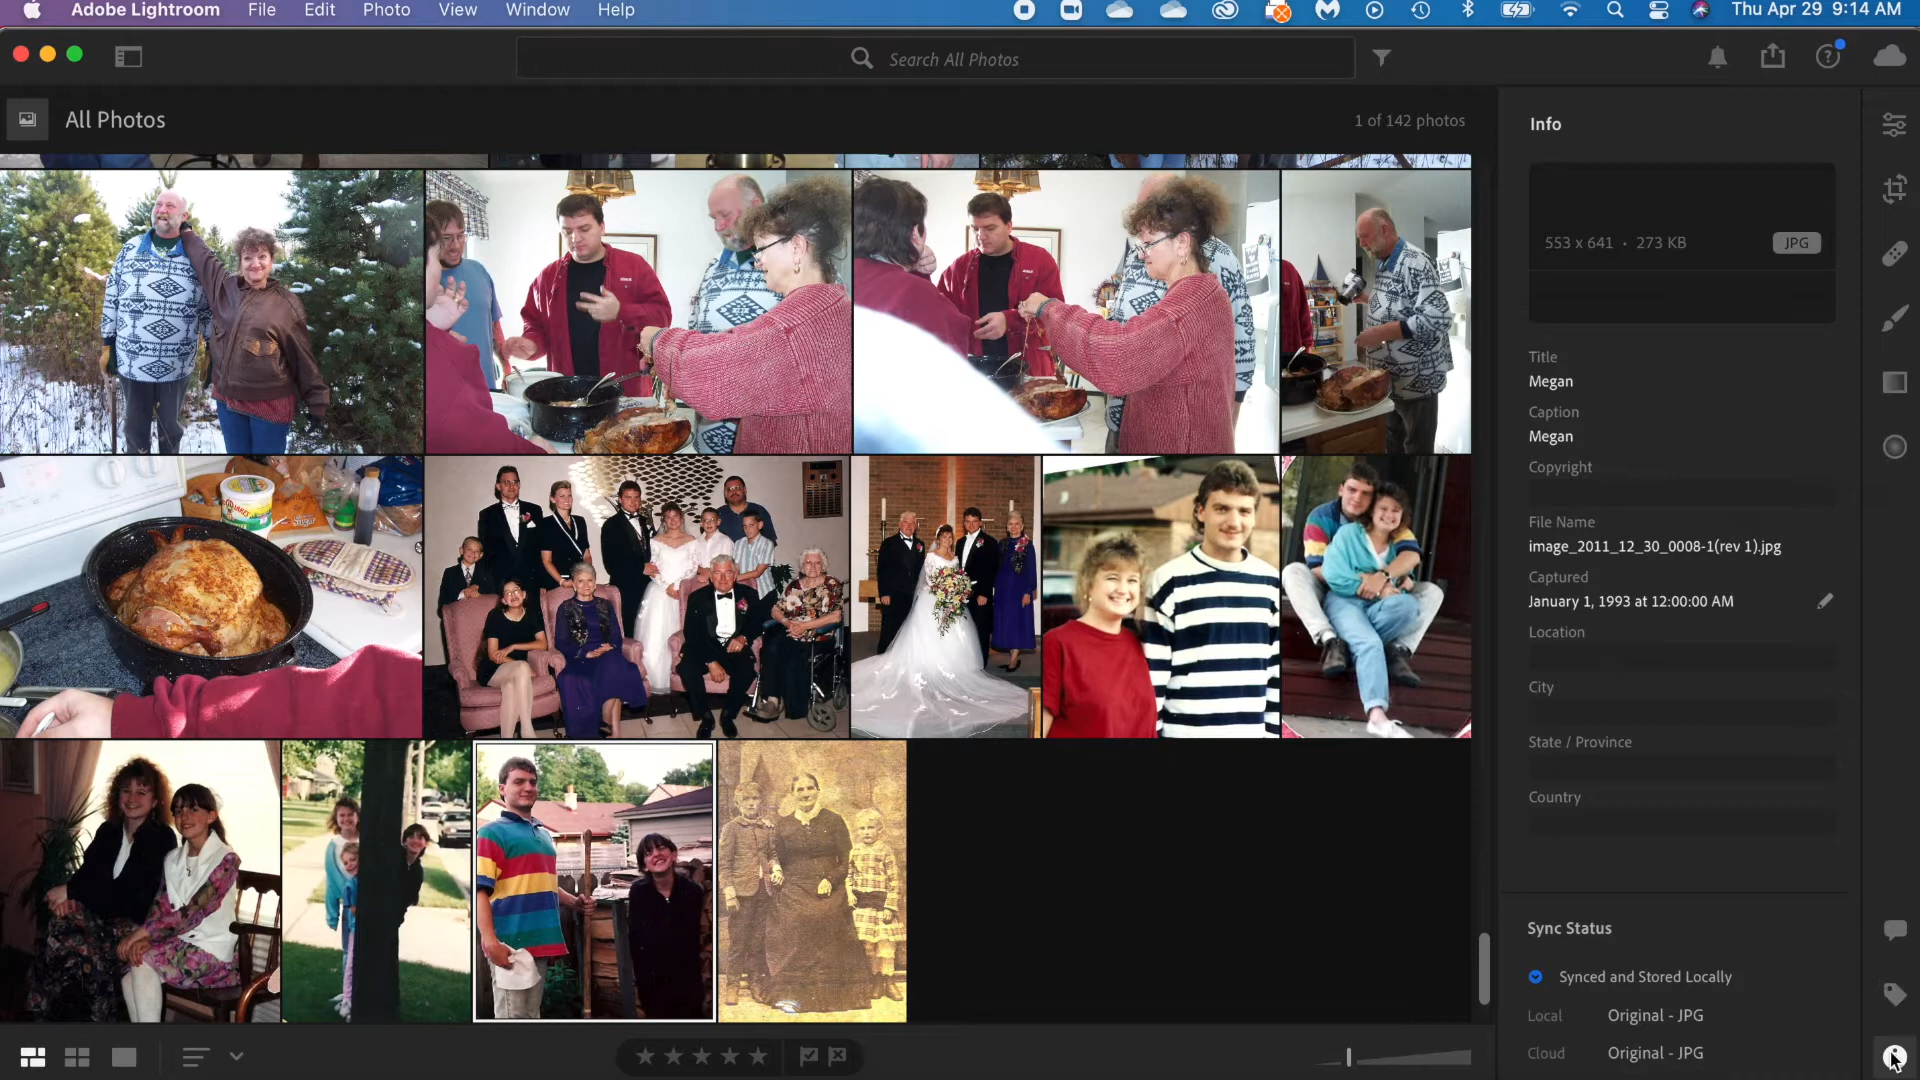 Adobe Lightroom File Edit Photo View Window Help Thu Apr 29 9:14 AM
Search All Photos
All Photos
1 of 142 photos
Info
553 x 641 • 273 KB JPG
Title
Megan
Caption
Megan
Copyright
File Name
image_2011_12_30_0008-1(rev 1).jpg
Captured
January 1, 1993 at 12:00:00 AM
Location
City
State / Province
Country
Sync Status
Synced and Stored Locally
Local Original - JPG
Cloud Original - JPG